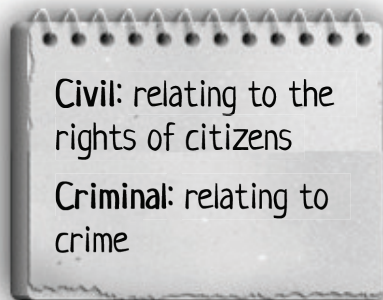 Civil: relating to the
rights of citizens
Criminal: relating to
crime